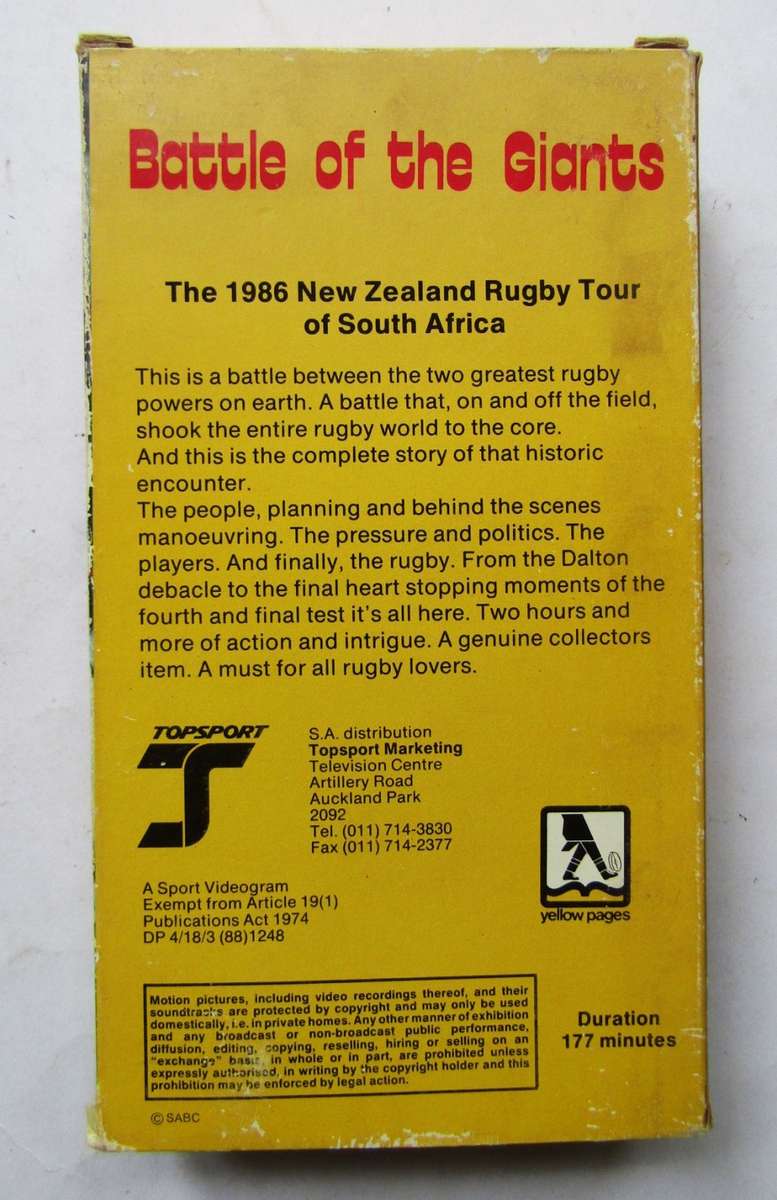 Battle of the Giants
The 1986 New Zealand Rugby Tour
of South Africa
This is a battle between the two greatest rugby
powers on earth. A battle that, on and off the field,
shook the entire rugby world to the core.
And this is the complete story of that historic
encounter.
The people, planning and behind the scenes
manoeuvring. The pressure and politics. The
players. And finally, the rugby. From the Dalton
debacle to the final heart stopping moments of the
fourth and final test it's all here. Two hours and
more of action and intrigue. A genuine collectors
item. A must for all rugby lovers.
TOPSPORT
S.A. distribution
Topsport Marketing
Television Centre
Artillery Road
Auckland Park
2092
Tel. (011) 714-3830
Fax (011) 714-2377
yellow pages
A Sport Videogram
Exempt from Article 19(1)
Publications Act 1974
DP 4/18/3 (88)1248
Motion pictures, including video recordings thereof, and their
soundtracks are protected by copyright and may only be used
domestically, i.e. in private homes. Any other manner of exhibition
and any broadcast or non-broadcast public performance,
diffusion, editing, copying, reselling, hiring or selling on an
"exchange" basis, in whole or in part, are prohibited unless
expressly authorised, in writing by the copyright holder and this
prohibition may be enforced by legal action.
Duration
177 minutes
© SABC